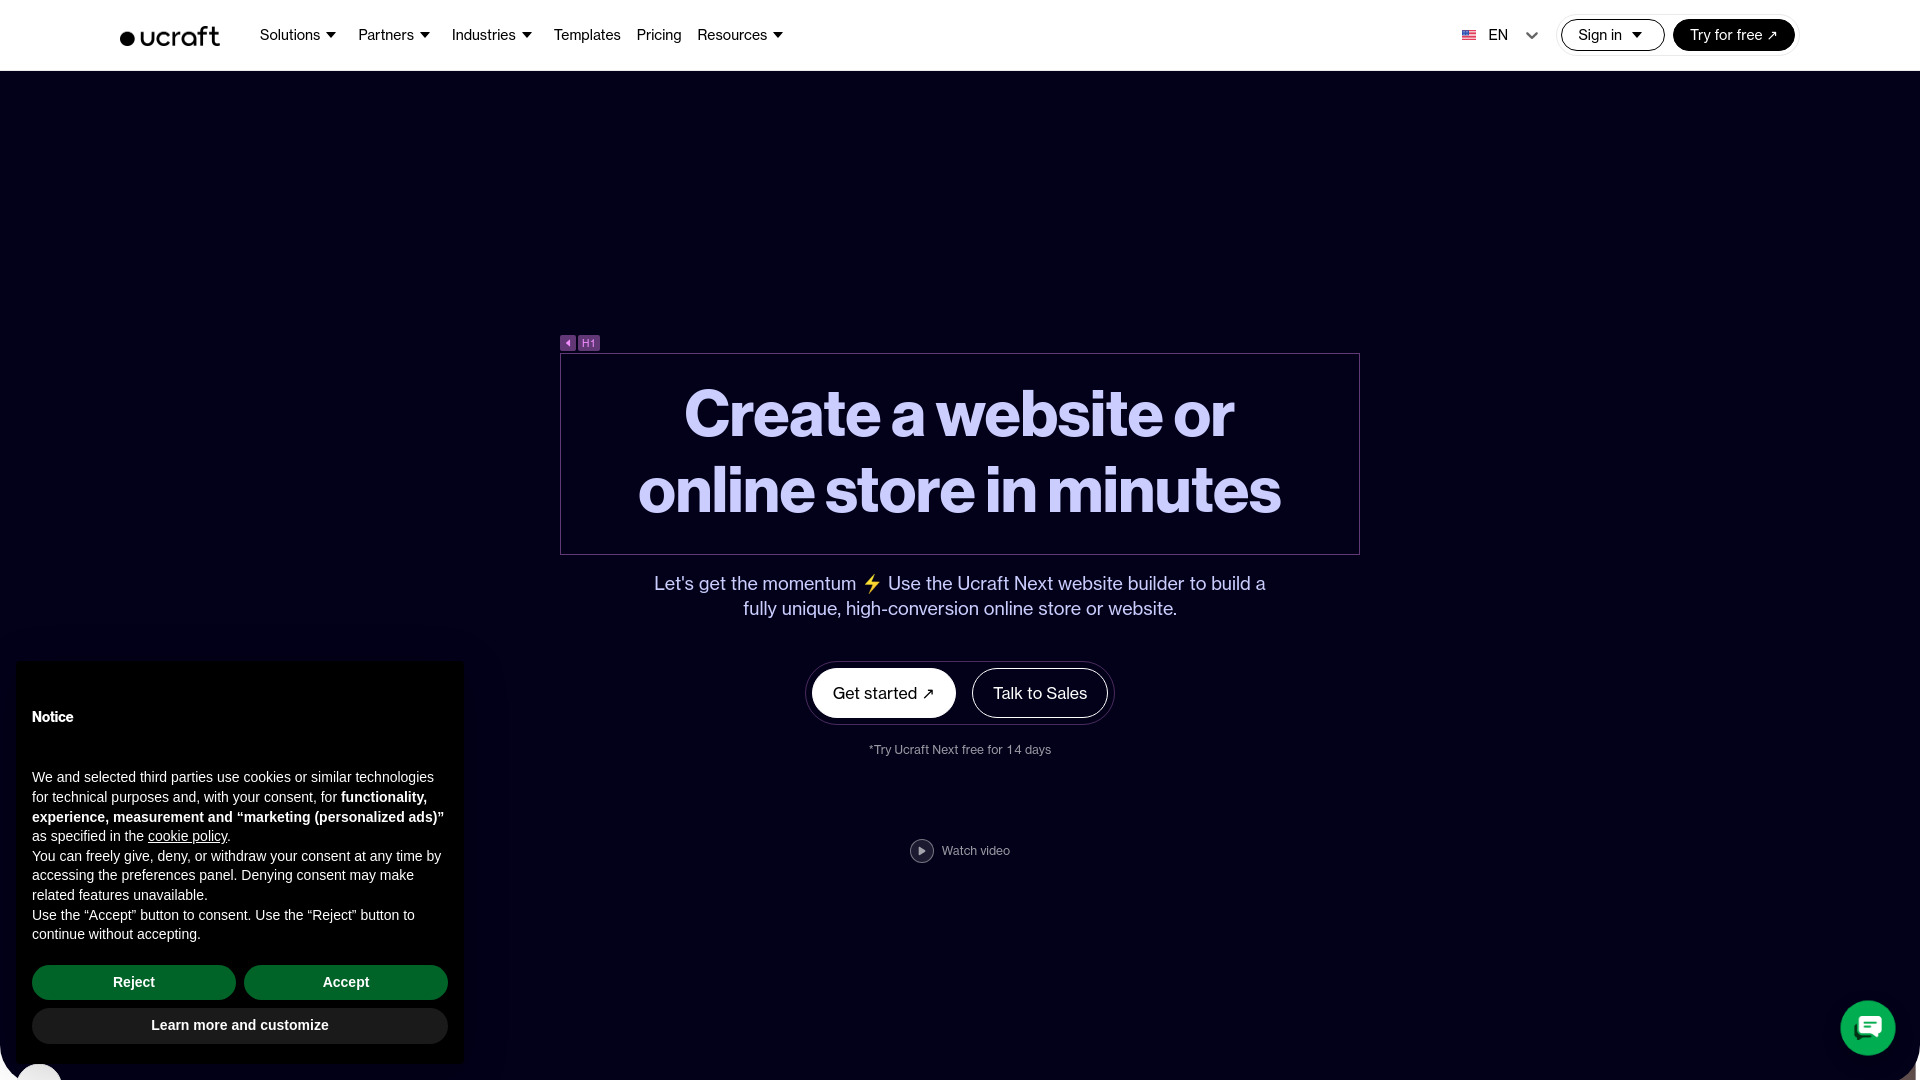 ucraft
Solutions
Partners
Industries
Templates
Pricing
Resources
EN
Sign in
Try for free ↗
H1
Create a website or
online store in minutes
Let's get the momentum ⚡ Use the Ucraft Next website builder to build a
fully unique, high-conversion online store or website.
Get started ↗
Talk to Sales
*Try Ucraft Next free for 14 days
Watch video
Notice
We and selected third parties use cookies or similar technologies
for technical purposes and, with your consent, for functionality,
experience, measurement and “marketing (personalized ads)”
as specified in the cookie policy.
You can freely give, deny, or withdraw your consent at any time by
accessing the preferences panel. Denying consent may make
related features unavailable.
Use the “Accept” button to consent. Use the “Reject” button to
continue without accepting.
Reject
Accept
Learn more and customize